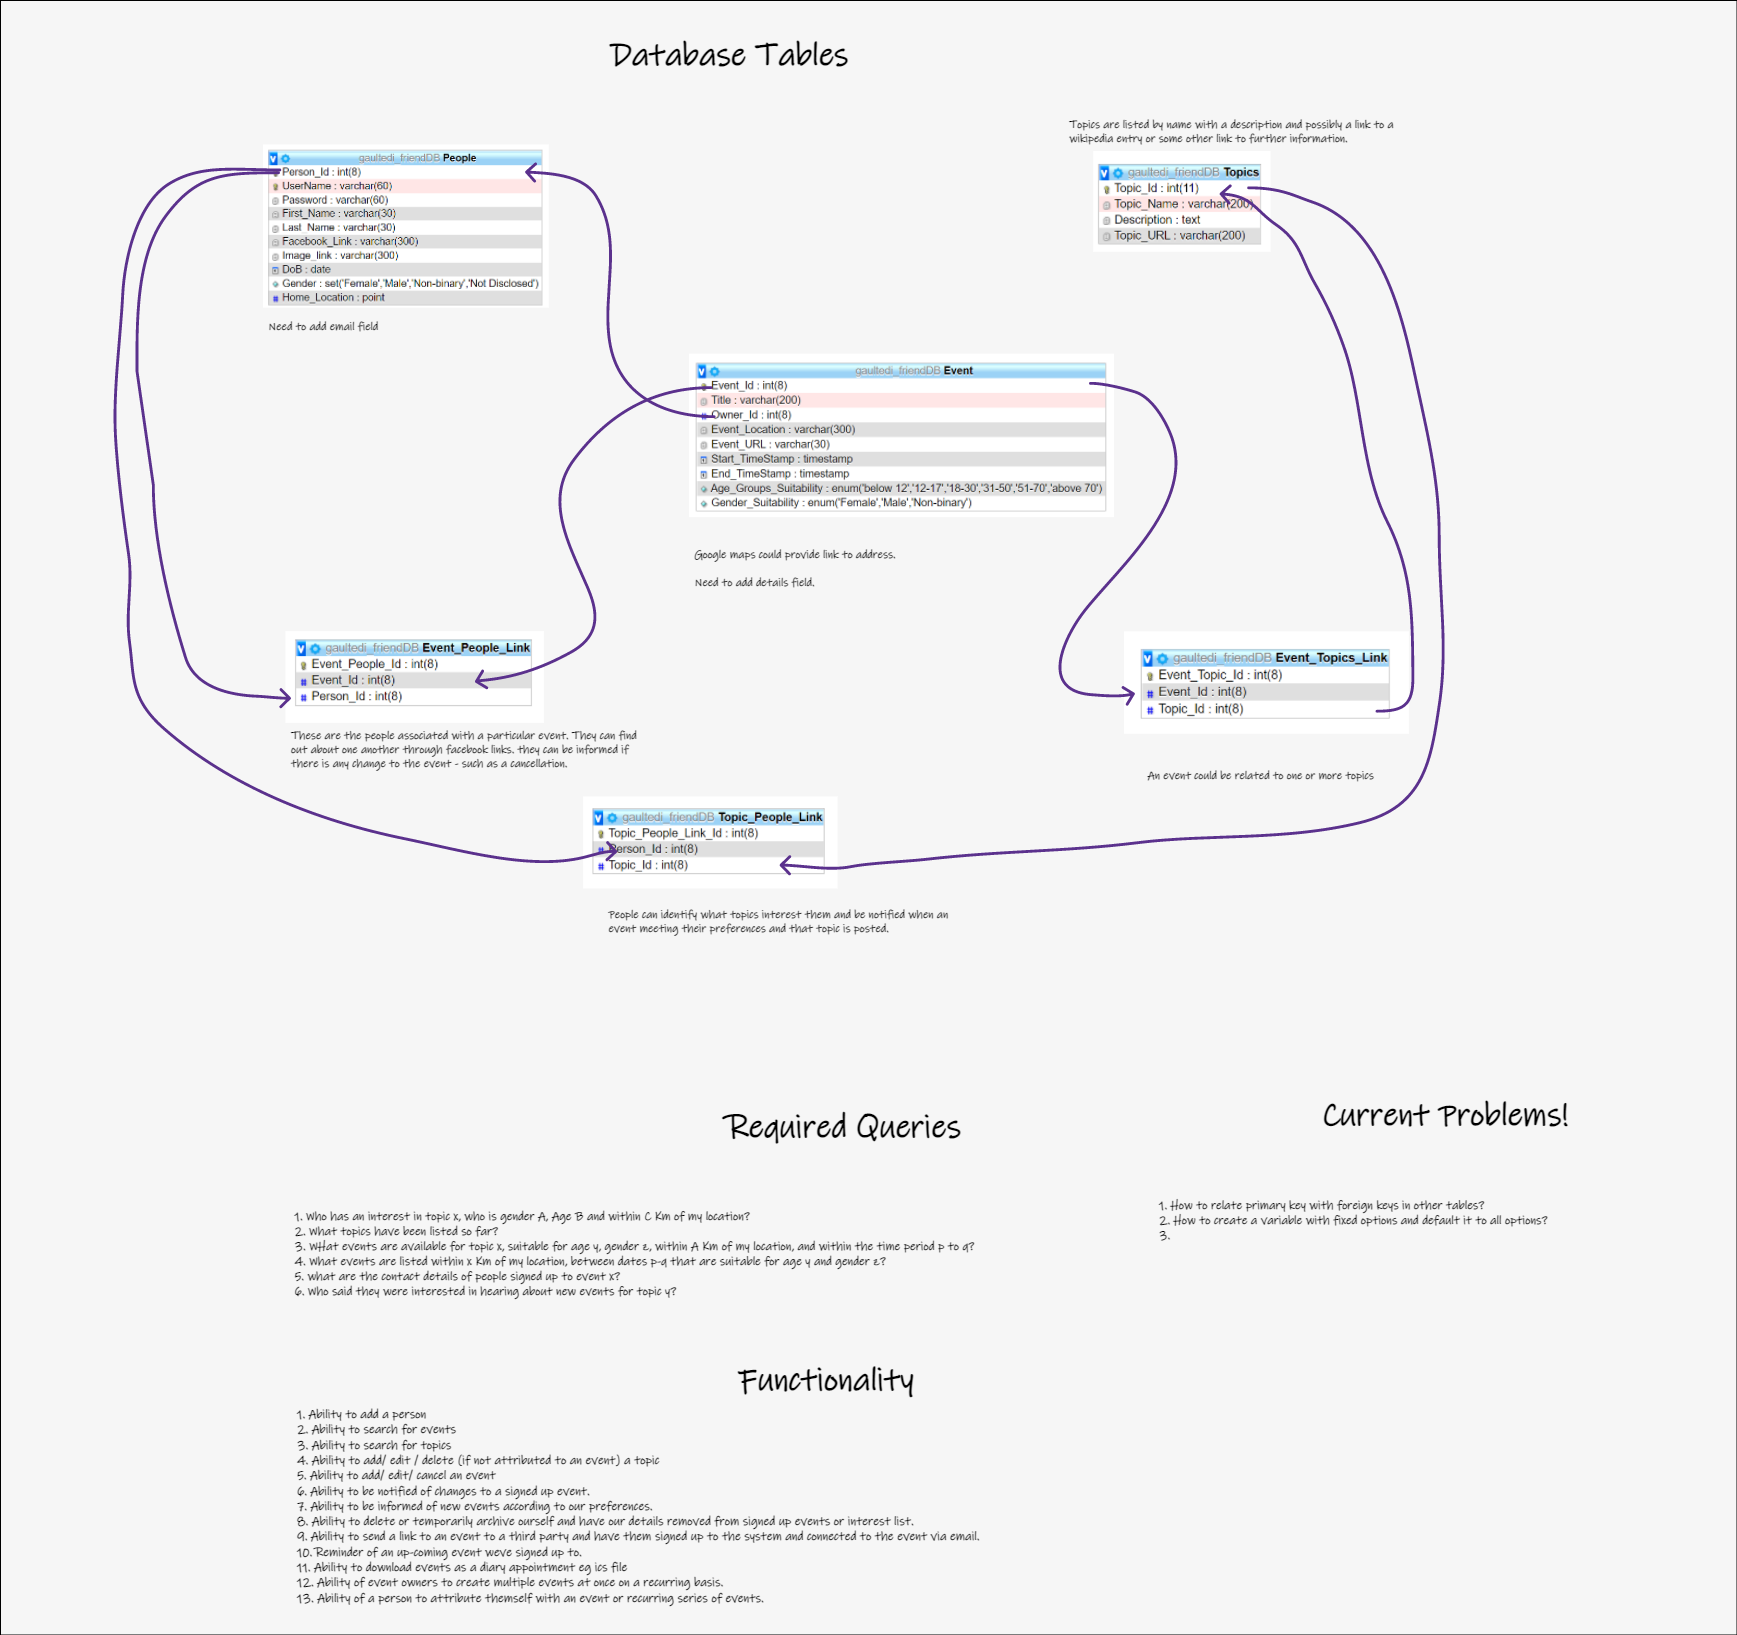 Database Tables
Topics are listed by name with a description and possibly a link to a
wikipedia entry or some other link to further information.
gaultedi_friendDB People
Person_Id : int(8)
UserName : varchar(60)
Password : varchar(60)
First_Name : varchar(30)
Last_Name : varchar(30)
Facebook_Link : varchar(300)
Image_link : varchar(300)
DoB : date
Gender : set('Female','Male','Non-binary','Not Disclosed')
Home_Location : point
Need to add email field
gaultedi_friendDB Topics
Topic_Id : int(11)
Topic_Name : varchar(200)
Description : text
Topic_URL : varchar(200)
gaultedi_friendDB Event
Event_Id : int(8)
Title : varchar(200)
Owner_Id : int(8)
Event_Location : varchar(300)
Event_URL : varchar(30)
Start_TimeStamp : timestamp
End_TimeStamp : timestamp
Age_Groups_Suitability : enum('below 12','12-17','18-30','31-50','51-70','above 70')
Gender_Suitability : enum('Female','Male','Non-binary')
Google maps could provide link to address.
Need to add details field.
gaultedi_friendDB Event_People_Link
Event_People_Id : int(8)
Event_Id : int(8)
Person_Id : int(8)
These are the people associated with a particular event. They can find
out about one another through facebook links. they can be informed if
there is any change to the event - such as a cancellation.
gaultedi_friendDB Event_Topics_Link
Event_Topic_Id : int(8)
Event_Id : int(8)
Topic_Id : int(8)
An event could be related to one or more topics
gaultedi_friendDB Topic_People_Link
Topic_People_Link_Id : int(8)
Person_Id : int(8)
Topic_Id : int(8)
People can identify what topics interest them and be notified when an
event meeting their preferences and that topic is posted.
Required Queries
1. Who has an interest in topic x, who is gender A, Age B and within C Km of my location?
2. What topics have been listed so far?
3. WHat events are available for topic x, suitable for age y, gender z, within A Km of my location, and within the time period p to q?
4. What events are listed within x Km of my location, between dates p-q that are suitable for age y and gender z?
5. What are the contact details of people signed up to event x?
6. Who said they were interested in hearing about new events for topic y?
Current Problems!
1. How to relate primary key with foreign keys in other tables?
2. How to create a variable with fixed options and default it to all options?
3.
Functionality
1. Ability to add a person
2. Ability to search for events
3. Ability to search for topics
4. Ability to add/ edit / delete (if not attributed to an event) a topic
5. Ability to add/ edit/ cancel an event
6. Ability to be notified of changes to a signed up event.
7. Ability to be informed of new events according to our preferences.
8. Ability to delete or temporarily archive ourself and have our details removed from signed up events or interest list.
9. Ability to send a link to an event to a third party and have them signed up to the system and connected to the event via email.
10. Reminder of an up-coming event weve signed up to.
11. Ability to download events as a diary appointment eg ics file
12. Ability of event owners to create multiple events at once on a recurring basis.
13. Ability of a person to attribute themself with an event or recurring series of events.